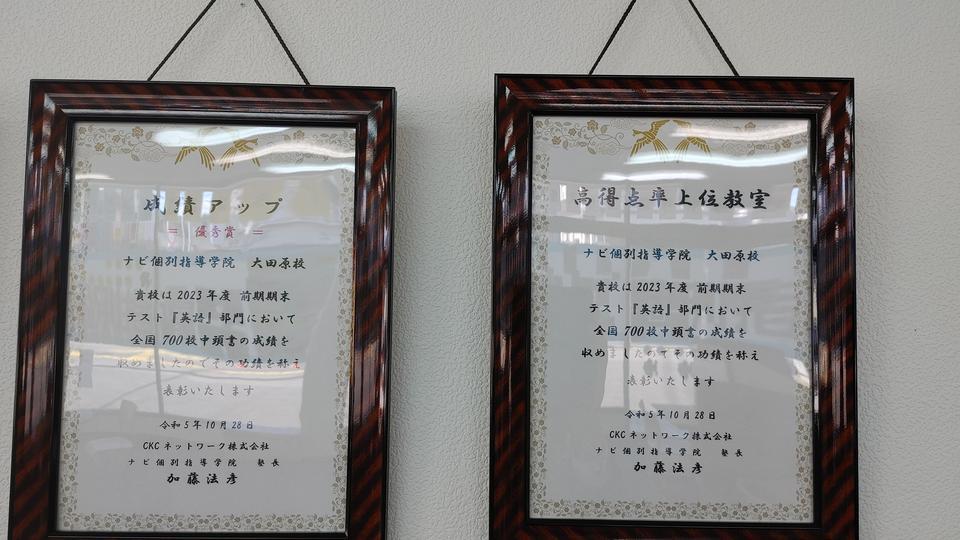 成績アップ
＝ 優秀賞 ＝
ナビ個別指導学院 大田原校
貴校は2023年度 前期期末
テスト『英語』部門において
全国 700校中頭書の成績を
収めましたのでその功績を称え
表彰いたします
令和5年10月28日
CKCネットワーク株式会社
ナビ個別指導学院 塾長
加藤法彦
高得点率上位教室
ナビ個別指導学院 大田原校
貴校は2023年度 前期期末
テスト『英語』部門において
全国 700校中頭書の成績を
収めましたのでその功績を称え
表彰いたします
令和5年10月28日
CKCネットワーク株式会社
ナビ個別指導学院 塾長
加藤法彦